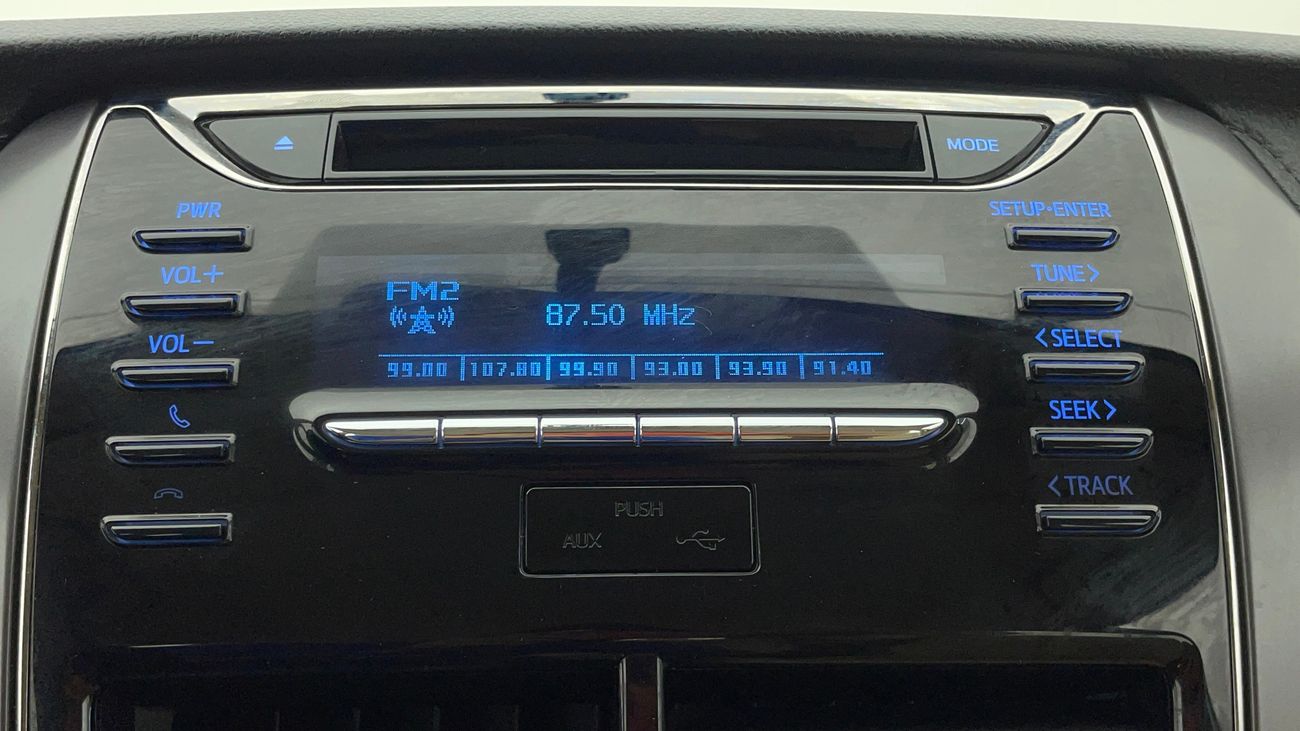 MODE
PWR
SETUP•ENTER
VOL+
TUNE>
FM2
87.50 MHz
VOL−
<SELECT
99.00 107.80 99.90 93.00 93.90 91.40
SEEK>
<TRACK
PUSH
AUX